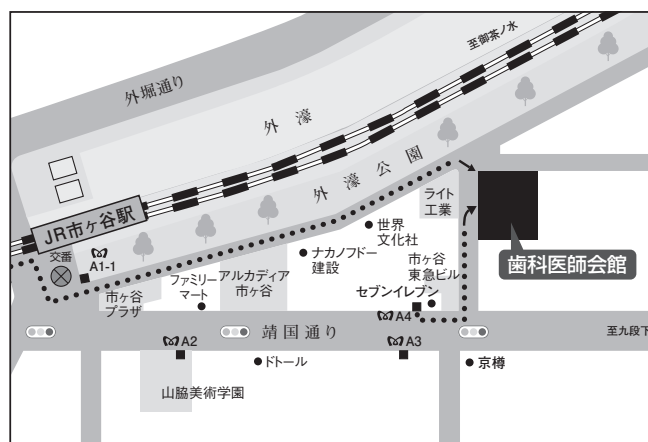 至御茶ノ水
外堀通り
外濠
外濠公園
JR市ヶ谷駅
交番
A1-1
ライト
工業
歯科医師会館
世界
文化社
ナカノフドー
建設
市ヶ谷
東急ビル
ファミリー
マート
アルカディア
市ヶ谷
市ヶ谷
プラザ
セブンイレブン
A4
靖国通り
至九段下
A2
A3
ドトール
京樽
山脇美術学園